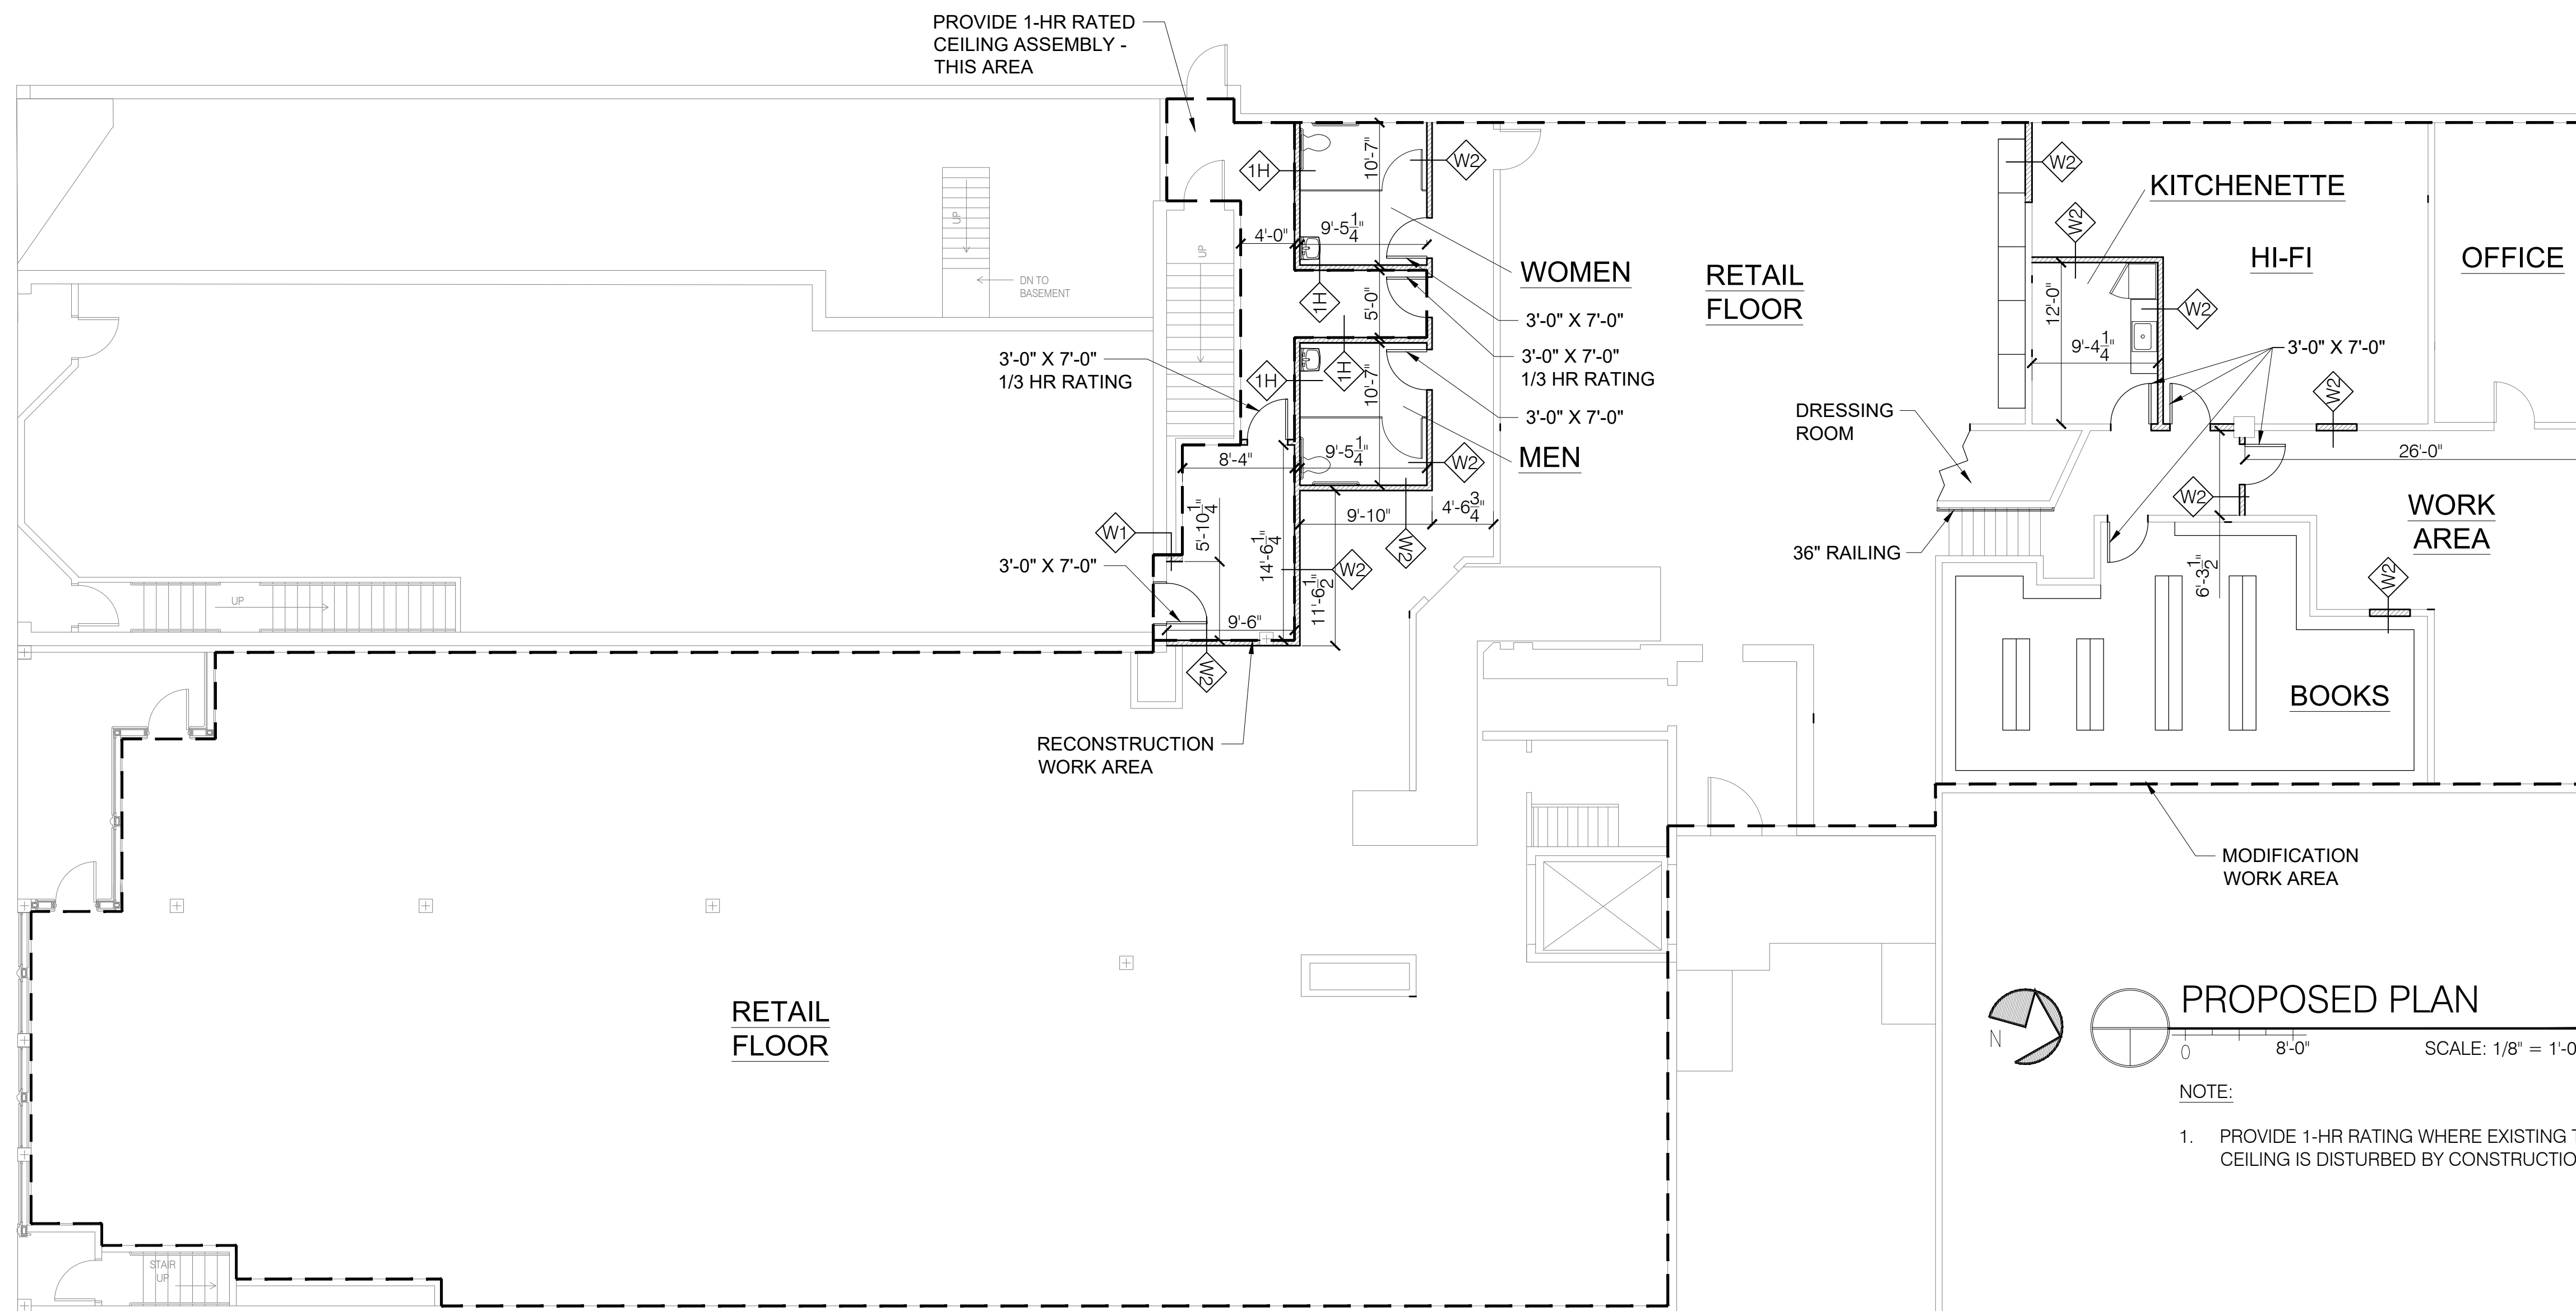 PROVIDE 1-HR RATED
CEILING ASSEMBLY -
THIS AREA
UP
DN TO
BASEMENT
UP
1H
10'-7"
W2
4'-0"
9'-5 1/4"
WOMEN
1H
5'-0"
3'-0" X 7'-0"
3'-0" X 7'-0"
1/3 HR RATING
3'-0" X 7'-0"
3'-0" X 7'-0"
1/3 HR RATING
1H
1H
10'-7"
MEN
9'-5 1/4"
W2
8'-4"
9'-10"
4'-6 3/4"
W2
W1
5'-10 1/4"
14'-6 1/4"
W2
11'-6 1/2"
3'-0" X 7'-0"
9'-6"
W2
UP
RECONSTRUCTION
WORK AREA
RETAIL
FLOOR
W2
KITCHENETTE
W2
HI-FI
OFFICE
12'-0"
W2
9'-4 1/4"
3'-0" X 7'-0"
W2
DRESSING
ROOM
26'-0"
W2
WORK
AREA
36" RAILING
6'-3 1/2"
W2
BOOKS
MODIFICATION
WORK AREA
RETAIL
FLOOR
STAIR
UP
N
PROPOSED PLAN
0
8'-0"
SCALE: 1/8" = 1'-0
NOTE:
1. PROVIDE 1-HR RATING WHERE EXISTING
CEILING IS DISTURBED BY CONSTRUCTIO